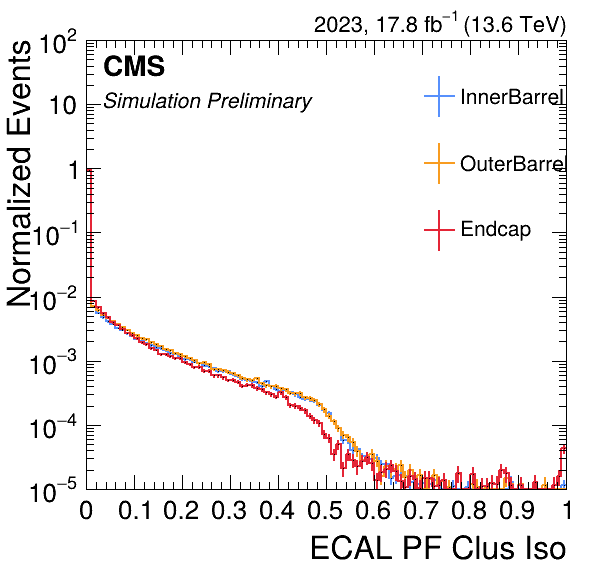 2023, 17.8 fb⁻¹ (13.6 TeV)
CMS
Simulation Preliminary
InnerBarrel
OuterBarrel
Endcap
Normalized Events
10²
10
1
10⁻¹
10⁻²
10⁻³
10⁻⁴
10⁻⁵
0 0.1 0.2 0.3 0.4 0.5 0.6 0.7 0.8 0.9 1
ECAL PF Clus Iso